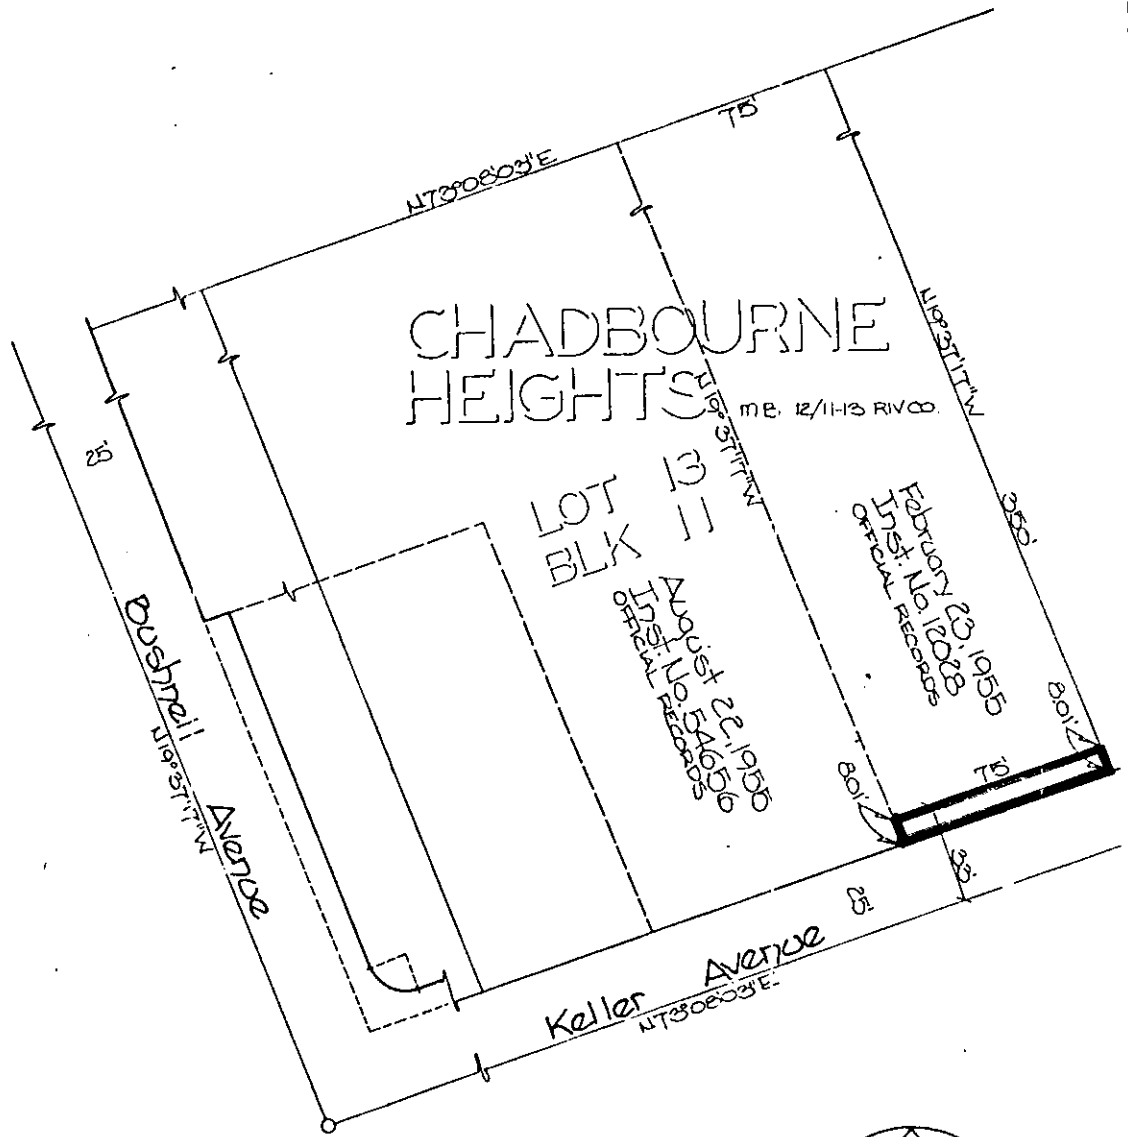 75'
N73°08'03"E
CHADBOURNE
HEIGHTS
M.B. 12/11-13 RIV CO.
N19°37'17"W
N19°37'17"W
25'
LOT 13
BLK 11
350'
February 23, 1955
Inst. No. 12028
OFFICIAL RECORDS
August 22, 1955
Inst. No. 54656
OFFICIAL RECORDS
Bushnell Avenue
N19°37'17"W
8.01'
75'
8.01'
33'
25'
Keller Avenue
N73°08'03"E